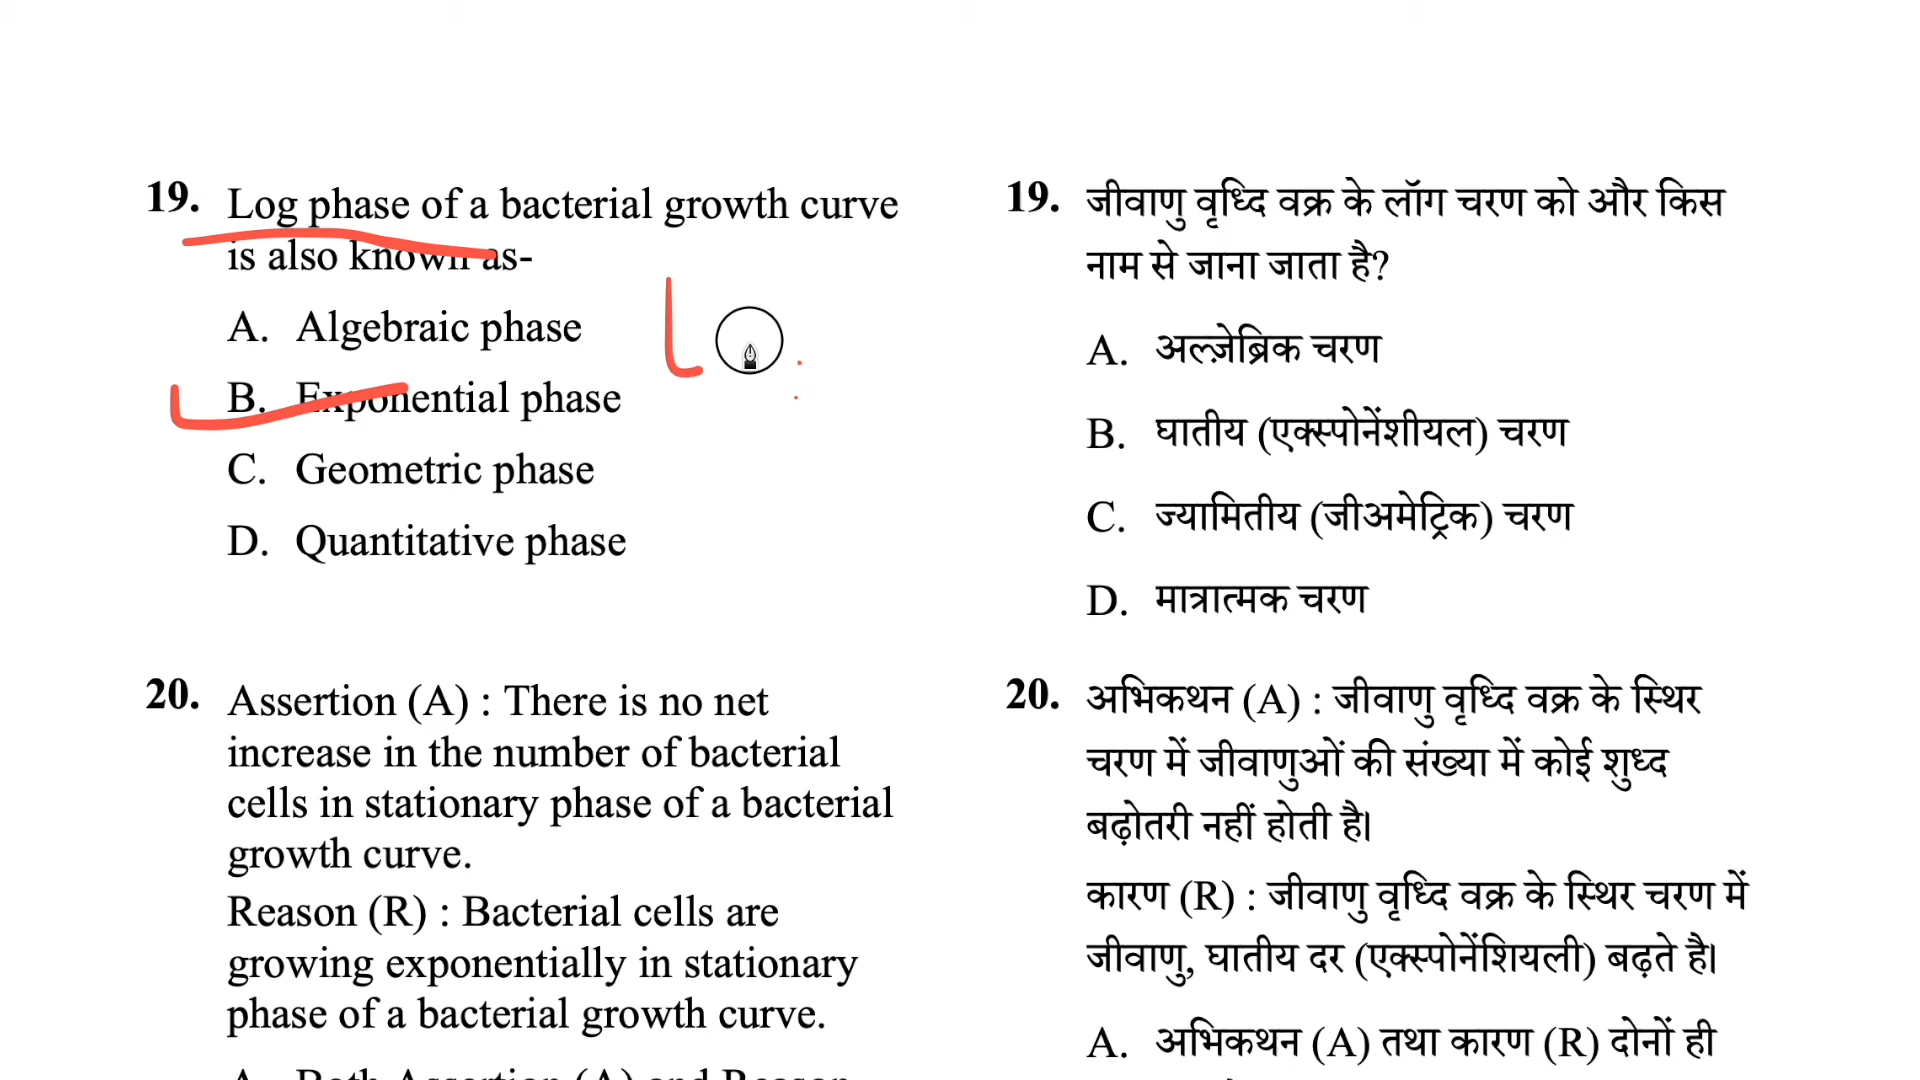 19. Log phase of a bacterial growth curve
is also known as-
A. Algebraic phase
B. Exponential phase
C. Geometric phase
D. Quantitative phase
20. Assertion (A) : There is no net
increase in the number of bacterial
cells in stationary phase of a bacterial
growth curve.
Reason (R) : Bacterial cells are
growing exponentially in stationary
phase of a bacterial growth curve.
A. Both Assertion (A) and Reason
19. जीवाणु वृध्दि वक्र के लॉग चरण को और किस
नाम से जाना जाता है?
A. अल्ज़ेब्रिक चरण
B. घातीय (एक्स्पोनेंशीयल) चरण
C. ज्यामितीय (जीअमेट्रिक) चरण
D. मात्रात्मक चरण
20. अभिकथन (A) : जीवाणु वृध्दि वक्र के स्थिर
चरण में जीवाणुओं की संख्या में कोई शुध्द
बढ़ोतरी नहीं होती है।
कारण (R) : जीवाणु वृध्दि वक्र के स्थिर चरण में
जीवाणु, घातीय दर (एक्स्पोनेंशियली) बढ़ते है।
A. अभिकथन (A) तथा कारण (R) दोनों ही